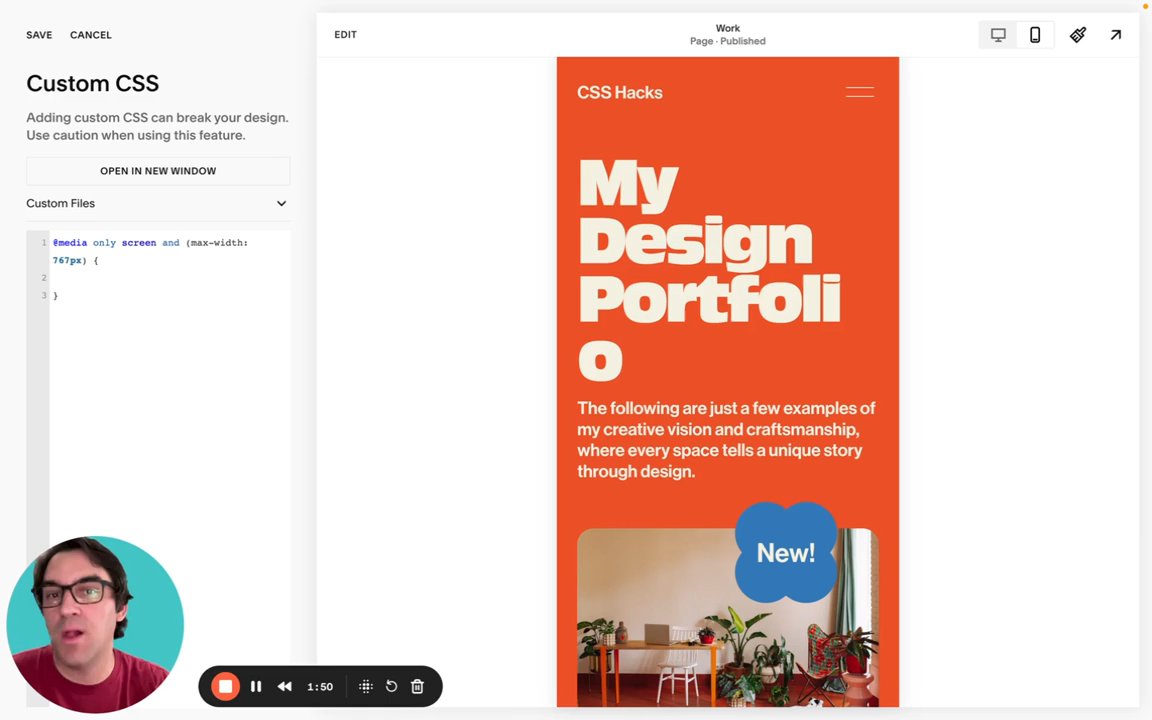 SAVE CANCEL
Custom CSS
Adding custom CSS can break your design.
Use caution when using this feature.
OPEN IN NEW WINDOW
Custom Files
1 @media only screen and (max-width:
767px) {
2
3 }
1:50
EDIT
Work
Page · Published
CSS Hacks
My
Design
Portfoli
o
The following are just a few examples of
my creative vision and craftsmanship,
where every space tells a unique story
through design.
New!